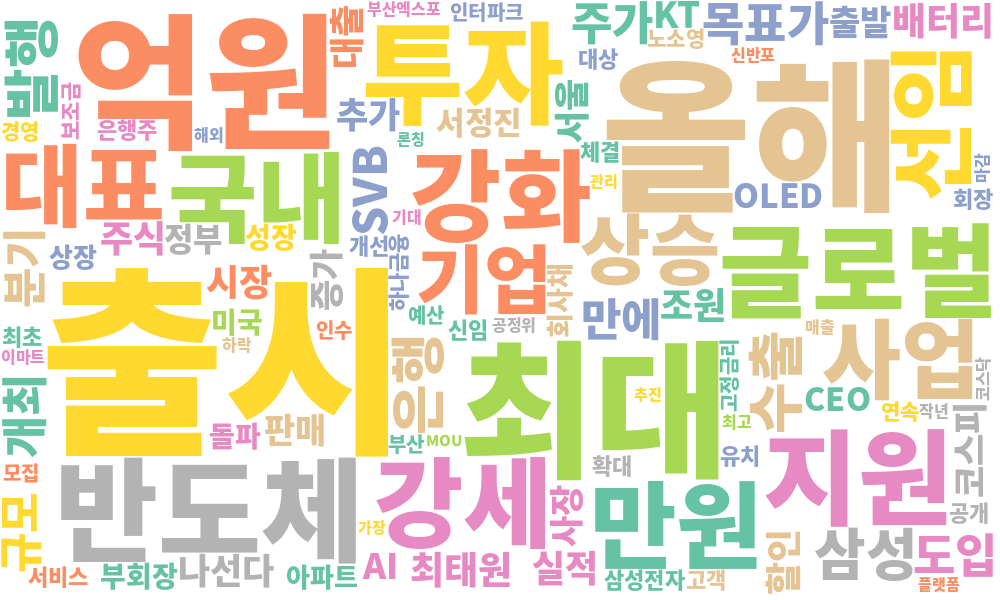 부산엑스포
인터파크
주가
KT
목표가
출발
배터리
발행
억원
대출
투자
노소영
대상
신반포
올해
선임
보조금
경영
은행주
해외
추가
론칭
서정진
서울
체결
관리
OLED
마감
회장
대표
국내
SVB
강화
기대
주식
정부
성장
개선
하나금융
상승
글로벌
분기
상장
시장
증가
기업
회사채
만에
조원
최초
이마트
미국
하락
인수
예산
신임
공정위
매출
출시
은행
최대
고정금리
수출
사업
코스닥
개최
돌파
판매
부산
MOU
추진
최고
CEO
연속
작년
코스피
모집
반도체
강세
확대
유치
지원
규모
가장
사장
만원
공개
서비스
부회장
나선다
아파트
AI
최태원
실적
삼성전자
고객
할인
삼성
도입
플랫폼